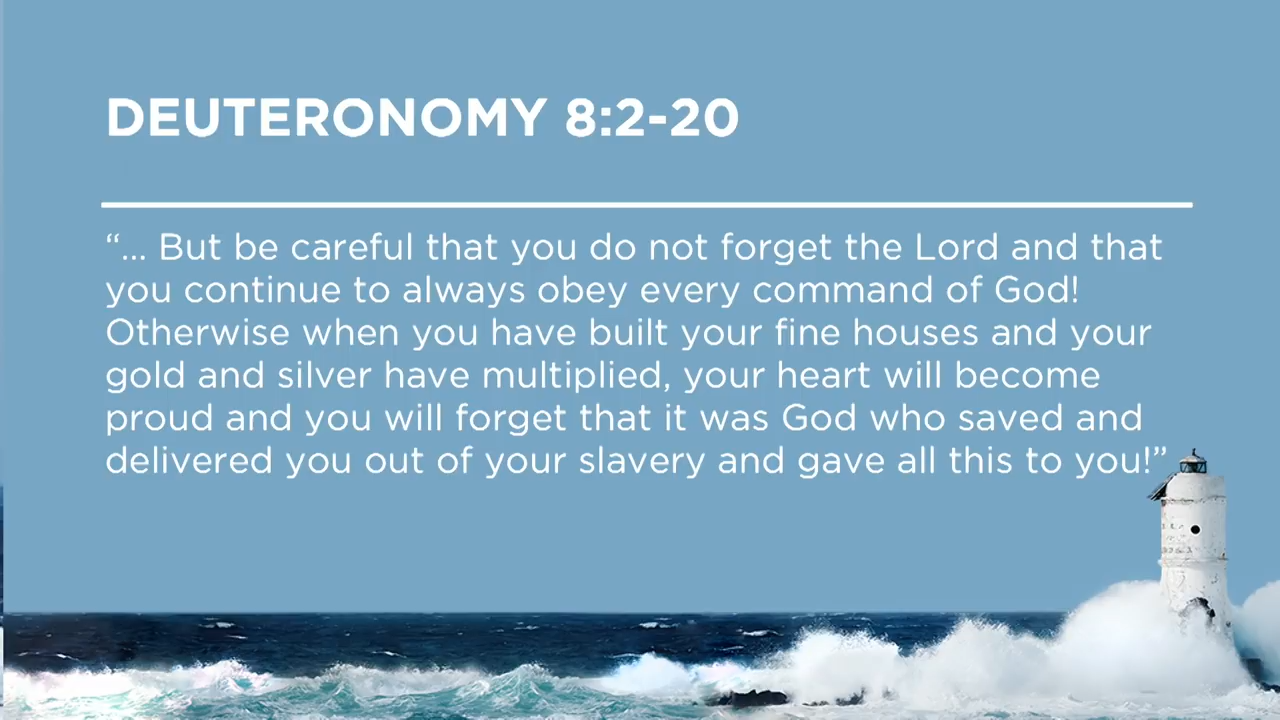 DEUTERONOMY 8:2-20
“... But be careful that you do not forget the Lord and that
you continue to always obey every command of God!
Otherwise when you have built your fine houses and your
gold and silver have multiplied, your heart will become
proud and you will forget that it was God who saved and
delivered you out of your slavery and gave all this to you!”